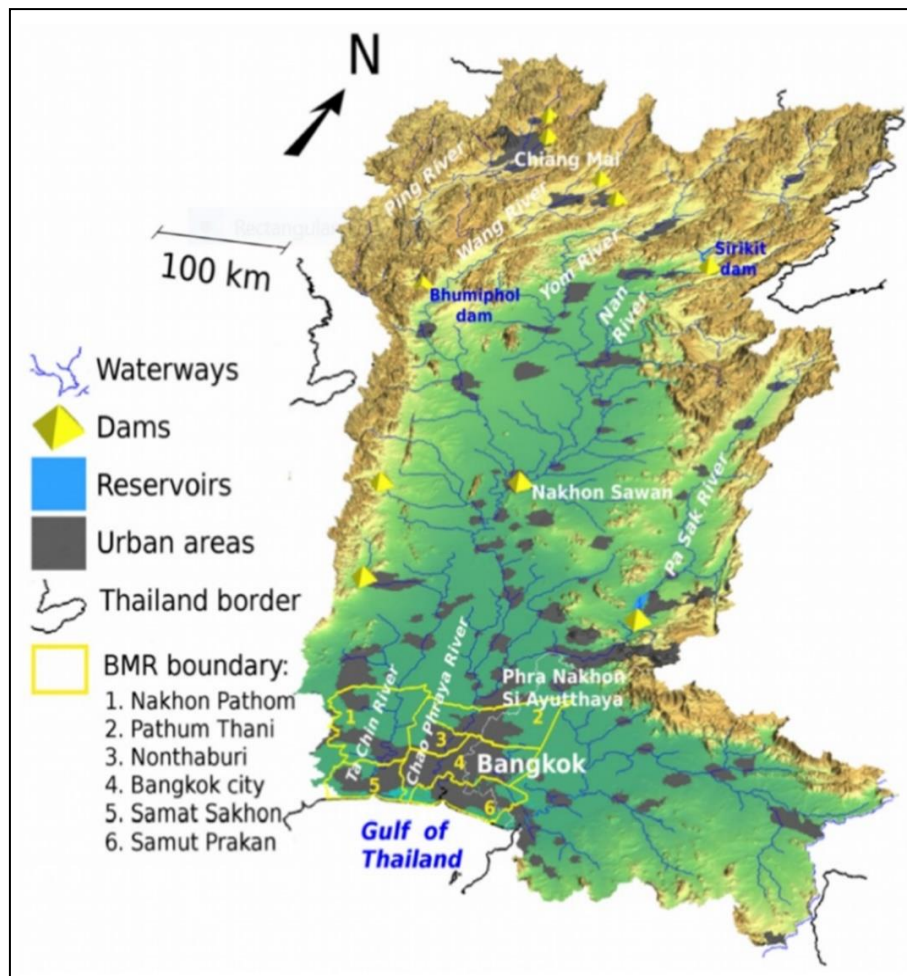 N
Chiang Mai
Ping River
Wang River
Sirikit
dam
Yom River
100 km
Bhumiphol
dam
Nan
River
Waterways
Dams
Nakhon Sawan
Reservoirs
Pa Sak River
Urban areas
Thailand border
BMR boundary:
1. Nakhon Pathom
2. Pathum Thani
3. Nonthaburi
4. Bangkok city
5. Samat Sakhon
6. Samut Prakan
Phra Nakhon
Si Ayutthaya
Ta Chin River
Chao Phraya River
1
2
3
4
Bangkok
5
6
Gulf of
Thailand